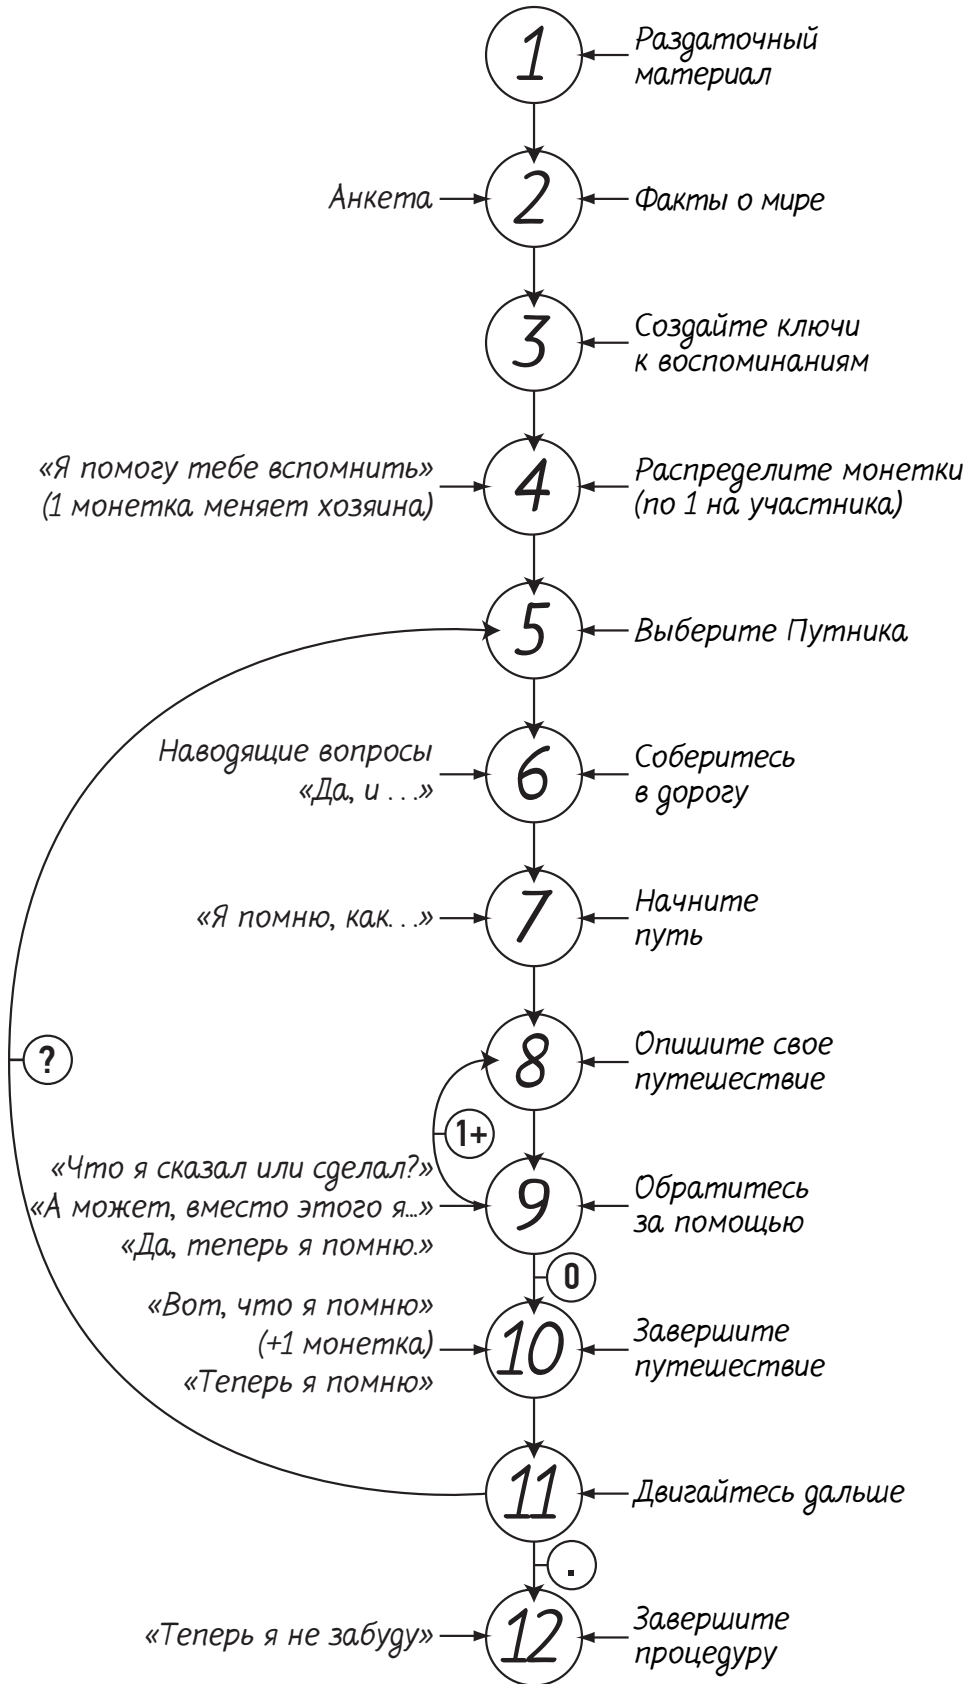 1
Раздаточный
материал
Анкета
2
Факты о мире
3
Создайте ключи
к воспоминаниям
«Я помогу тебе вспомнить»
(1 монетка меняет хозяина)
4
Распределите монетки
(по 1 на участника)
5
Выберите Путника
Наводящие вопросы
«Да, и . . .»
6
Соберитесь
в дорогу
«Я помню, как. . .»
7
Начните
путь
?
8
Опишите свое
путешествие
1+
«Что я сказал или сделал?»
«А может, вместо этого я...»
«Да, теперь я помню.»
9
Обратитесь
за помощью
0
«Вот, что я помню»
(+1 монетка)
«Теперь я помню»
10
Завершите
путешествие
11
Двигайтесь дальше
.
«Теперь я не забуду»
12
Завершите
процедуру